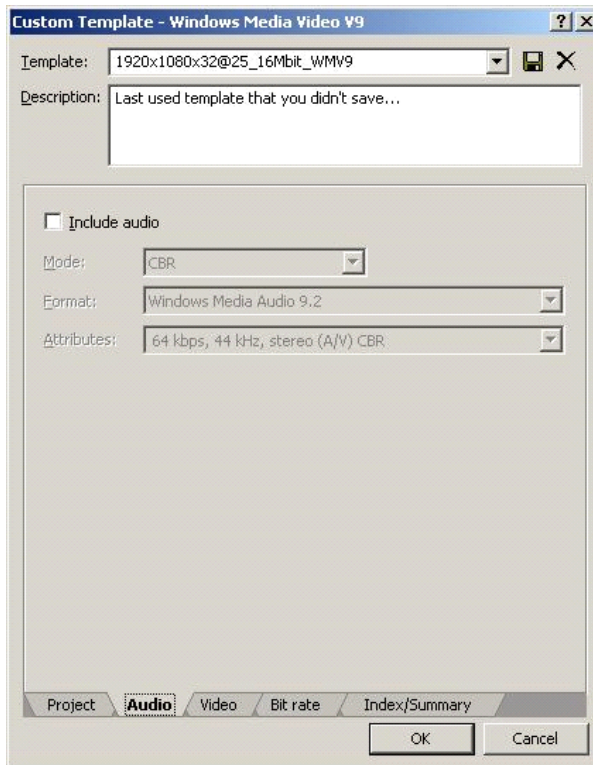 Custom Template - Windows Media Video V9
Template: 1920x1080x32@25_16Mbit_WMV9
Description: Last used template that you didn't save...
Include audio
Mode: CBR
Format: Windows Media Audio 9.2
Attributes: 64 kbps, 44 kHz, stereo (A/V) CBR
Project Audio Video Bit rate Index/Summary
OK Cancel